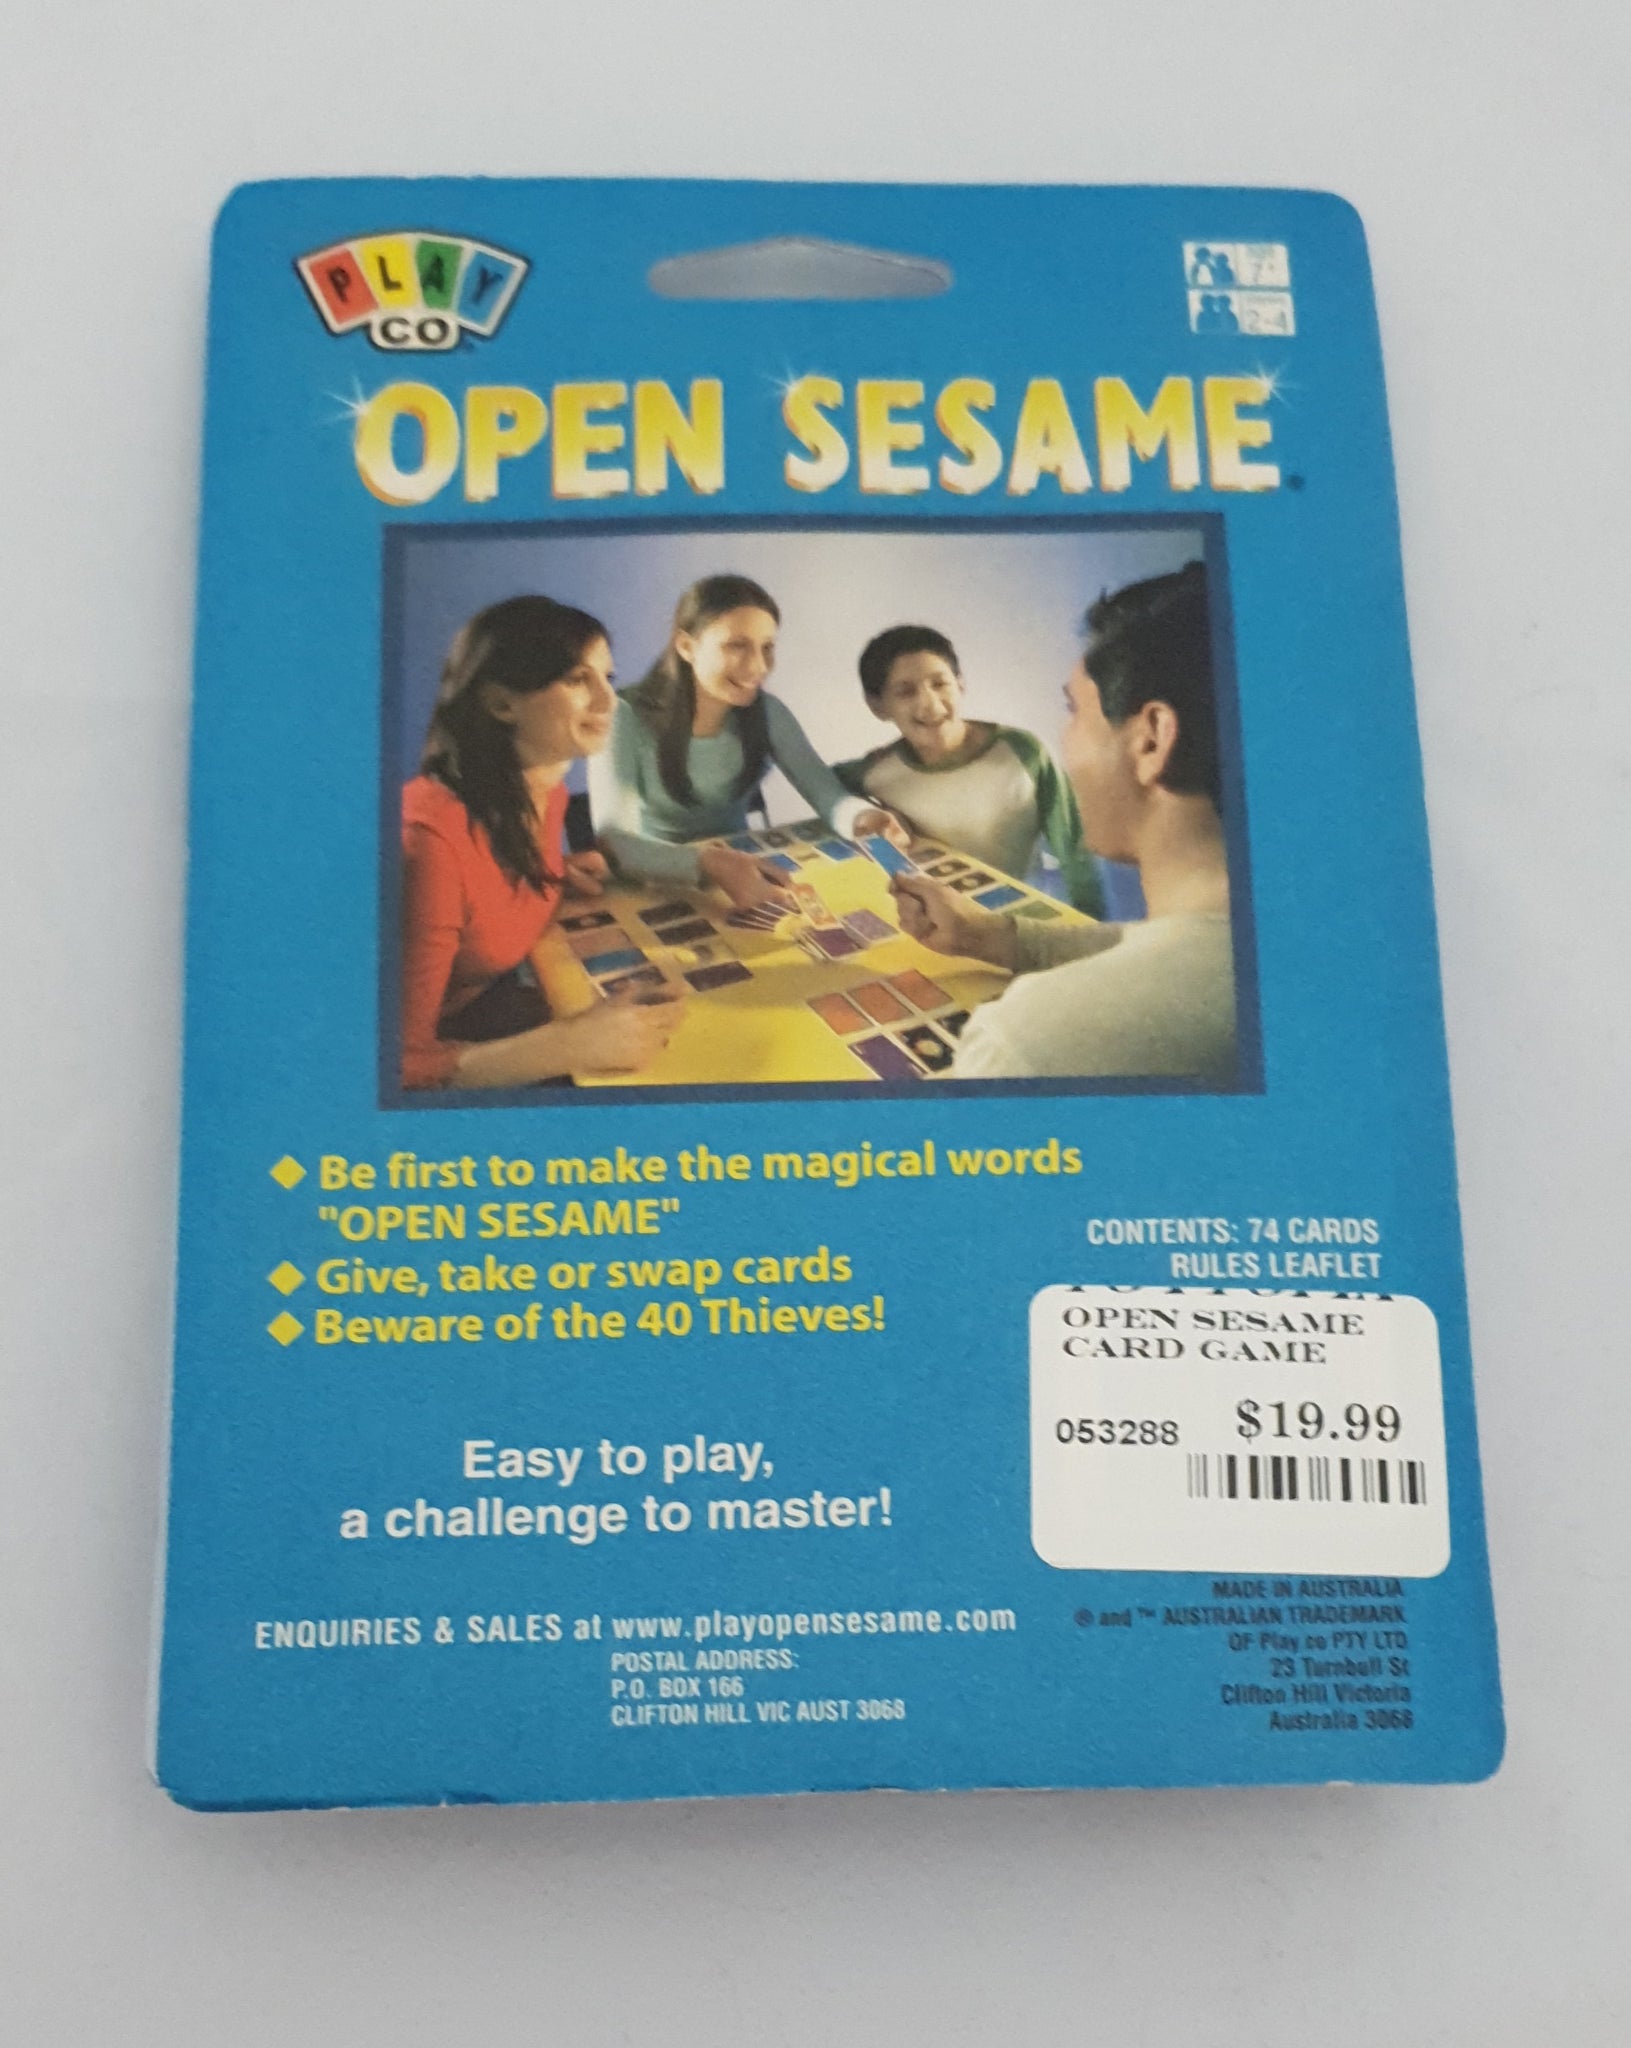 PLAY
CO
7+
2-4
OPEN SESAME
Be first to make the magical words
"OPEN SESAME"
Give, take or swap cards
Beware of the 40 Thieves!
CONTENTS: 74 CARDS
RULES LEAFLET
OPEN SESAME
CARD GAME
053288 $19.99
Easy to play,
a challenge to master!
ENQUIRIES & SALES at www.playopensesame.com
POSTAL ADDRESS:
P.O. BOX 166
CLIFTON HILL VIC AUST 3068
MADE IN AUSTRALIA
® and ™ AUSTRALIAN TRADEMARK
OF Play co PTY LTD
23 Turnbull St
Clifton Hill Victoria
Australia 3068